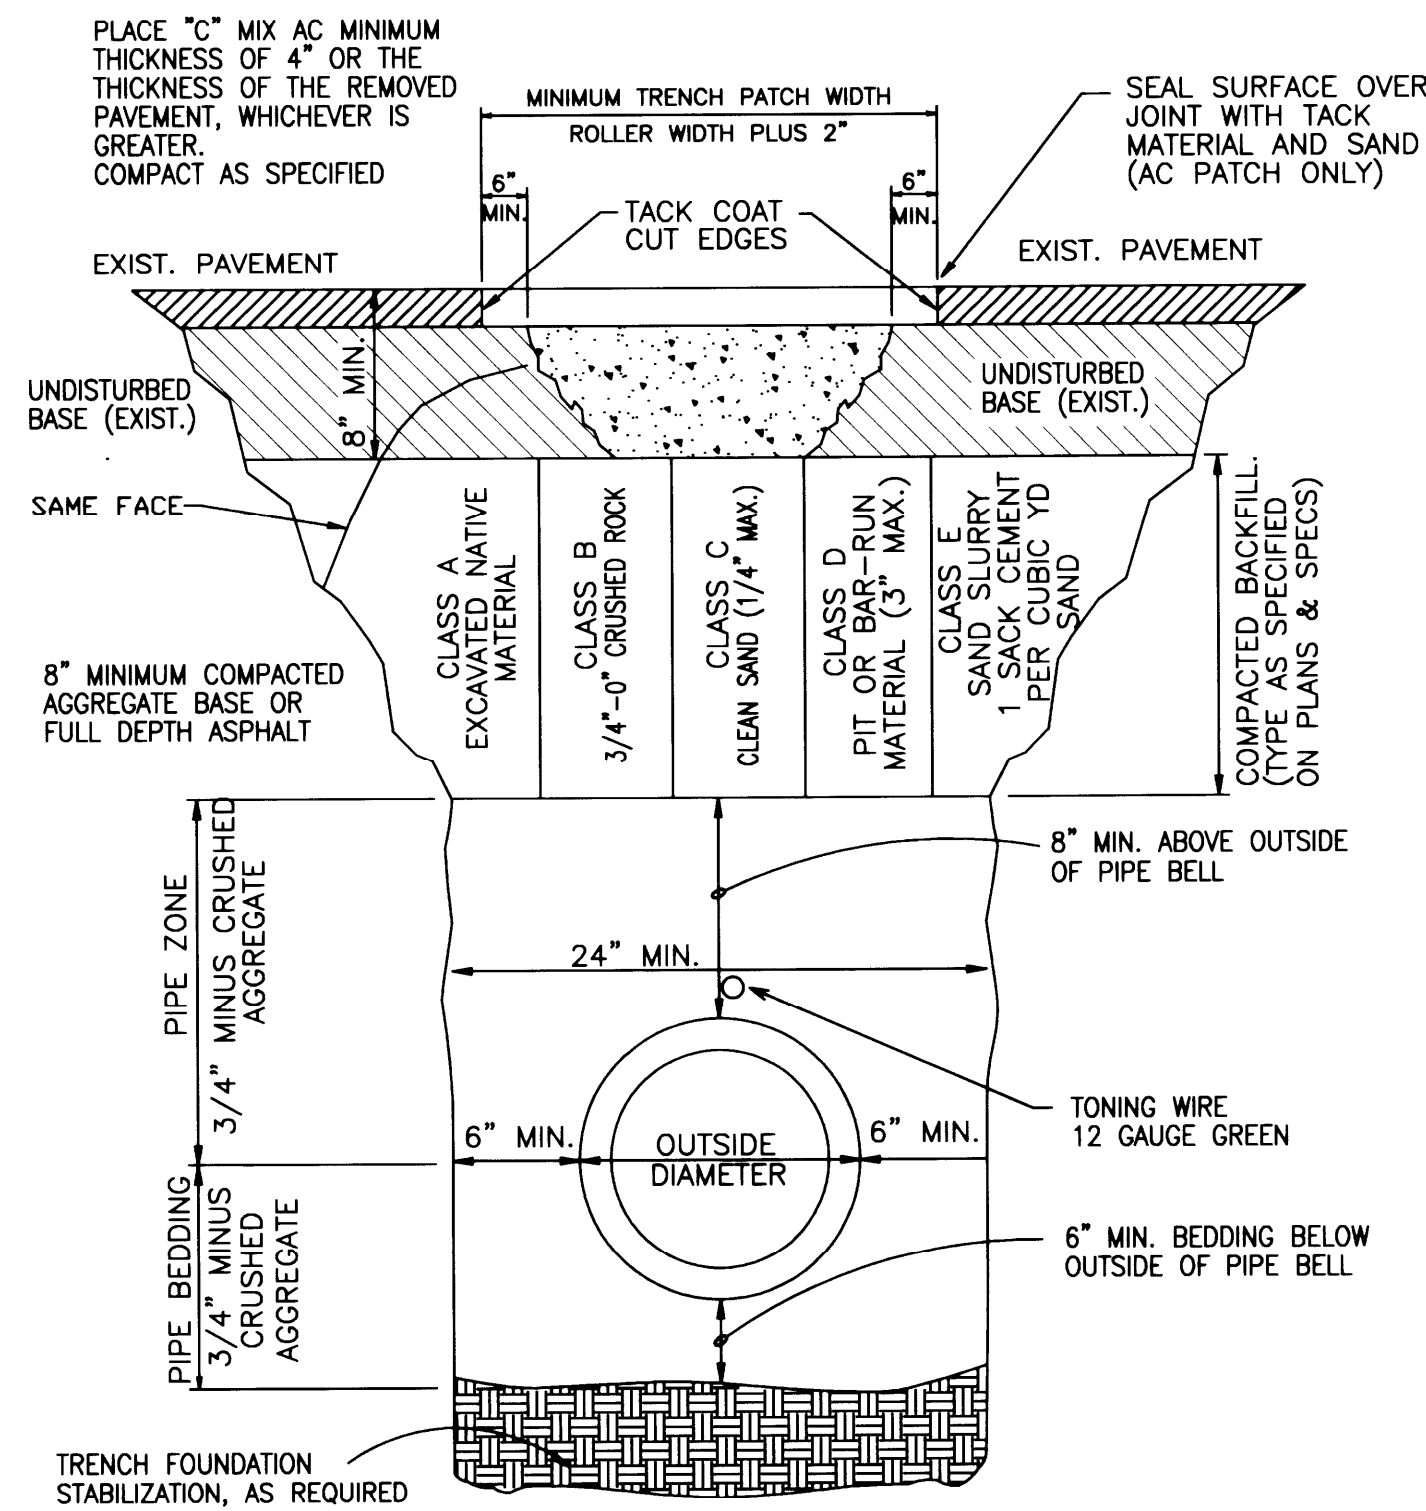 PLACE "C" MIX AC MINIMUM
THICKNESS OF 4" OR THE
THICKNESS OF THE REMOVED
PAVEMENT, WHICHEVER IS
GREATER.
COMPACT AS SPECIFIED
MINIMUM TRENCH PATCH WIDTH
ROLLER WIDTH PLUS 2"
SEAL SURFACE OVER
JOINT WITH TACK
MATERIAL AND SAND
(AC PATCH ONLY)
6"
MIN.
6"
MIN.
TACK COAT
CUT EDGES
EXIST. PAVEMENT
EXIST. PAVEMENT
8" MIN.
UNDISTURBED
BASE (EXIST.)
UNDISTURBED
BASE (EXIST.)
SAME FACE
CLASS A
EXCAVATED NATIVE
MATERIAL
CLASS B
3/4"-0" CRUSHED ROCK
CLASS C
CLEAN SAND (1/4" MAX.)
CLASS D
PIT OR BAR-RUN
MATERIAL (3" MAX.)
CLASS E
SAND SLURRY
1 SACK CEMENT
PER CUBIC YD
SAND
COMPACTED BACKFILL.
(TYPE AS SPECIFIED
ON PLANS & SPECS)
8" MINIMUM COMPACTED
AGGREGATE BASE OR
FULL DEPTH ASPHALT
PIPE ZONE
3/4" MINUS CRUSHED
AGGREGATE
8" MIN. ABOVE OUTSIDE
OF PIPE BELL
24" MIN.
TONING WIRE
12 GAUGE GREEN
6" MIN.
OUTSIDE
DIAMETER
6" MIN.
PIPE BEDDING
3/4" MINUS
CRUSHED
AGGREGATE
6" MIN. BEDDING BELOW
OUTSIDE OF PIPE BELL
TRENCH FOUNDATION
STABILIZATION, AS REQUIRED